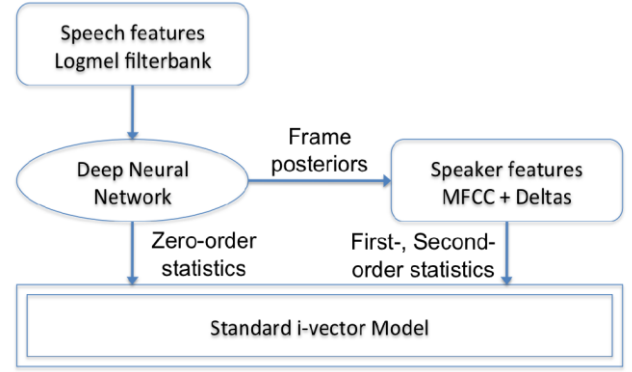 Speech features
Logmel filterbank
Frame
posteriors
Deep Neural
Network
Speaker features
MFCC + Deltas
Zero-order
statistics
First-, Second-
order statistics
Standard i-vector Model